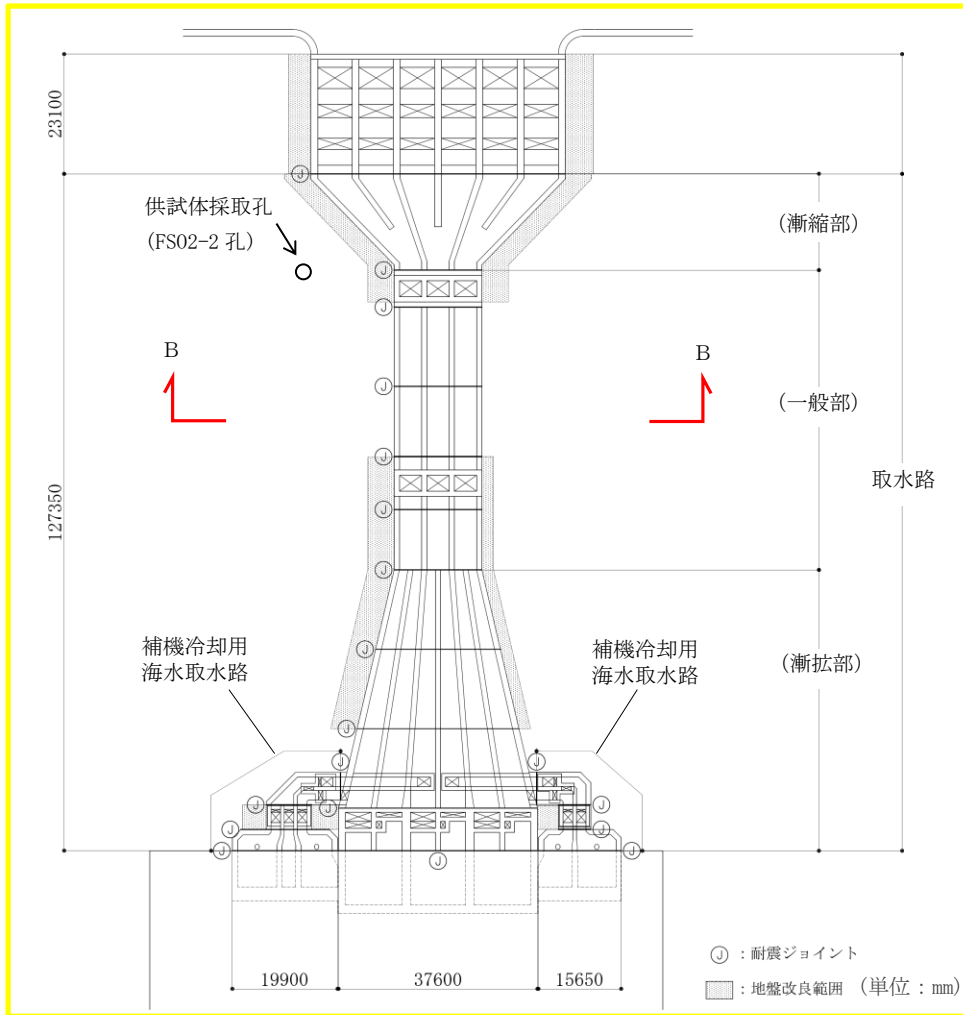 23100
供試体採取孔
(FS02-2 孔)
J
(漸縮部)
J
J
B
B
J
(一般部)
J
取水路
127350
J
J
補機冷却用
海水取水路
補機冷却用
海水取水路
J
(漸拡部)
J
J
J
J
J
J
J
J
J
J
J
19900
37600
15650
J:耐震ジョイント
:地盤改良範囲 (単位:mm)